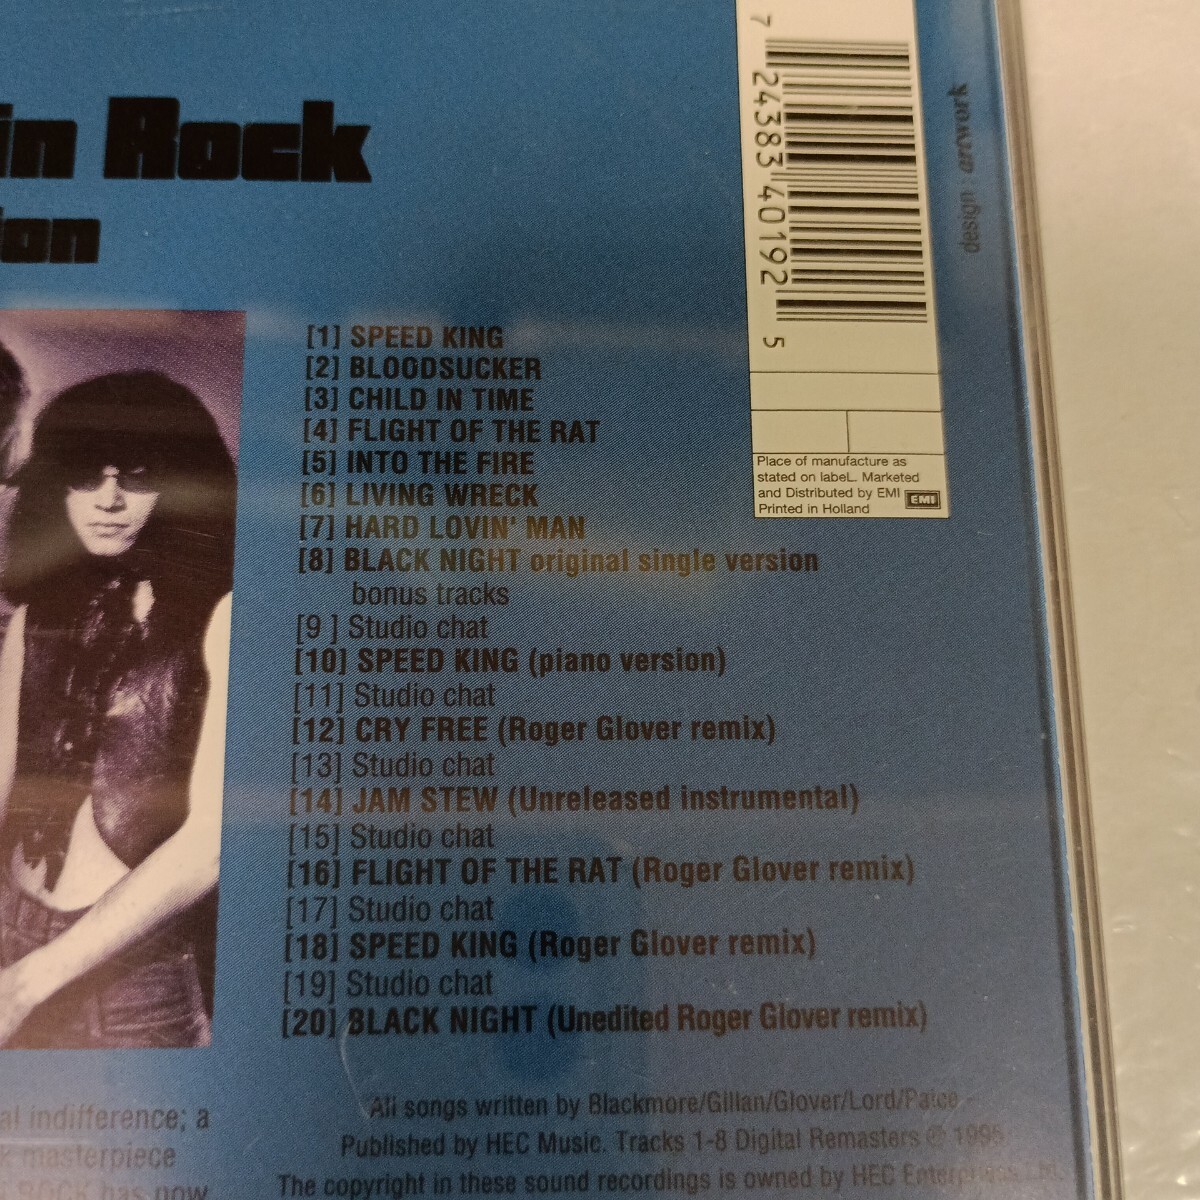 in Rock
ion
[1] SPEED KING
[2] BLOODSUCKER
[3] CHILD IN TIME
[4] FLIGHT OF THE RAT
[5] INTO THE FIRE
[6] LIVING WRECK
[7] HARD LOVIN' MAN
[8] BLACK NIGHT original single version
bonus tracks
[9 ] Studio chat
[10] SPEED KING (piano version)
[11] Studio chat
[12] CRY FREE (Roger Glover remix)
[13] Studio chat
[14] JAM STEW (Unreleased instrumental)
[15] Studio chat
[16] FLIGHT OF THE RAT (Roger Glover remix)
[17] Studio chat
[18] SPEED KING (Roger Glover remix)
[19] Studio chat
[20] BLACK NIGHT (Unedited Roger Glover remix)
7 24383 40192 5
design : artwork
Place of manufacture as
stated on labeL. Marketed
and Distributed by EMI EMI
Printed in Holland
al indifference; a
k masterpiece
ROCK has now
All songs written by Blackmore/Gillan/Glover/Lord/Paice -
Published by HEC Music. Tracks 1-8 Digital Remasters ℗ 1995
The copyright in these sound recordings is owned by HEC Enterprises Ltd.